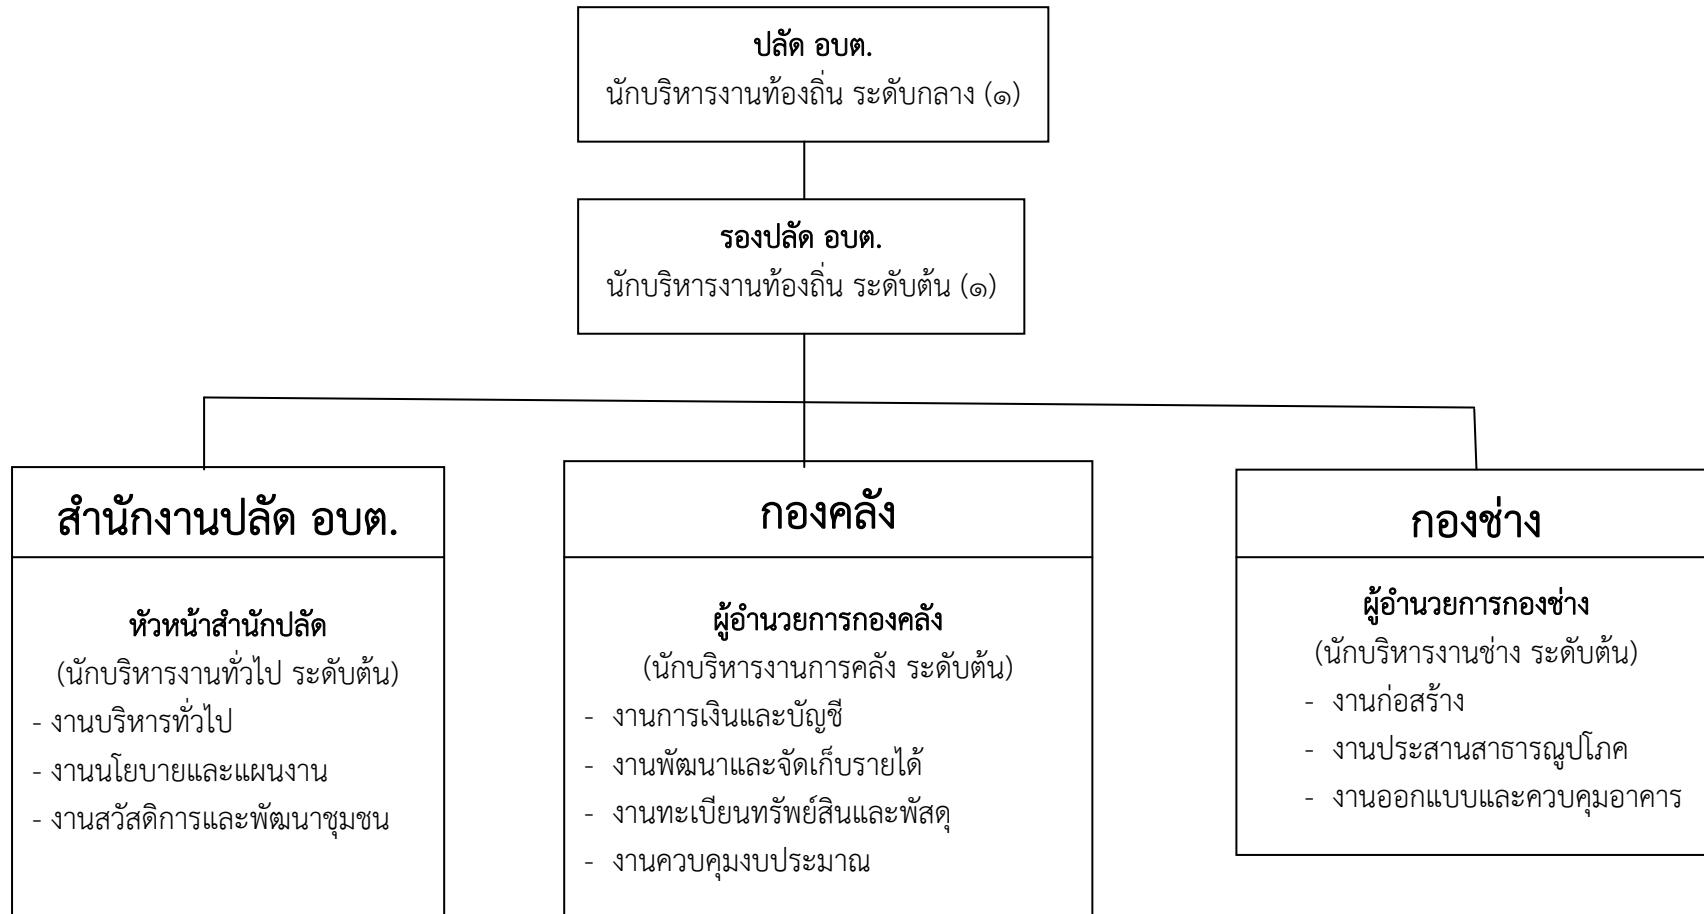 ปลัด อบต.
นักบริหารงานท้องถิ่น ระดับกลาง (๑)
รองปลัด อบต.
นักบริหารงานท้องถิ่น ระดับต้น (๑)
สำนักงานปลัด อบต.
หัวหน้าสำนักปลัด
(นักบริหารงานทั่วไป ระดับต้น)
- งานบริหารทั่วไป
- งานนโยบายและแผนงาน
- งานสวัสดิการและพัฒนาชุมชน
กองคลัง
ผู้อำนวยการกองคลัง
(นักบริหารงานการคลัง ระดับต้น)
- งานการเงินและบัญชี
- งานพัฒนาและจัดเก็บรายได้
- งานทะเบียนทรัพย์สินและพัสดุ
- งานควบคุมงบประมาณ
กองช่าง
ผู้อำนวยการกองช่าง
(นักบริหารงานช่าง ระดับต้น)
- งานก่อสร้าง
- งานประสานสาธารณูปโภค
- งานออกแบบและควบคุมอาคาร